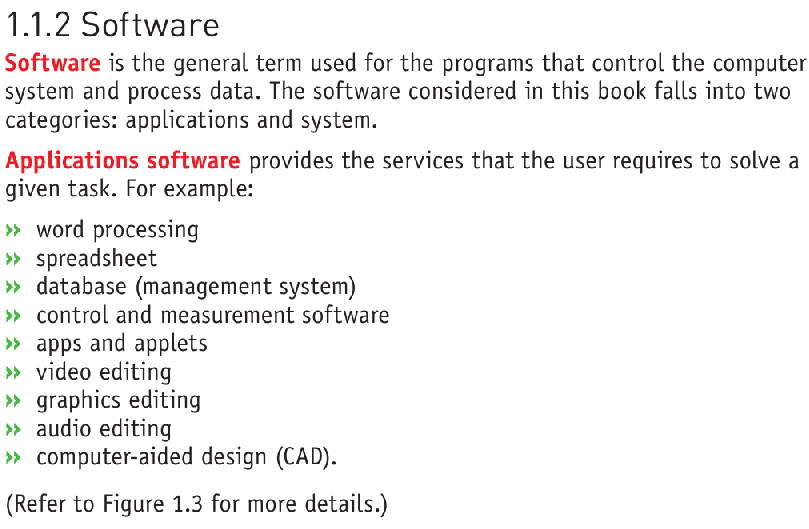 1.1.2 Software
Software is the general term used for the programs that control the computer
system and process data. The software considered in this book falls into two
categories: applications and system.
Applications software provides the services that the user requires to solve a
given task. For example:
» word processing
» spreadsheet
» database (management system)
» control and measurement software
» apps and applets
» video editing
» graphics editing
» audio editing
» computer-aided design (CAD).
(Refer to Figure 1.3 for more details.)